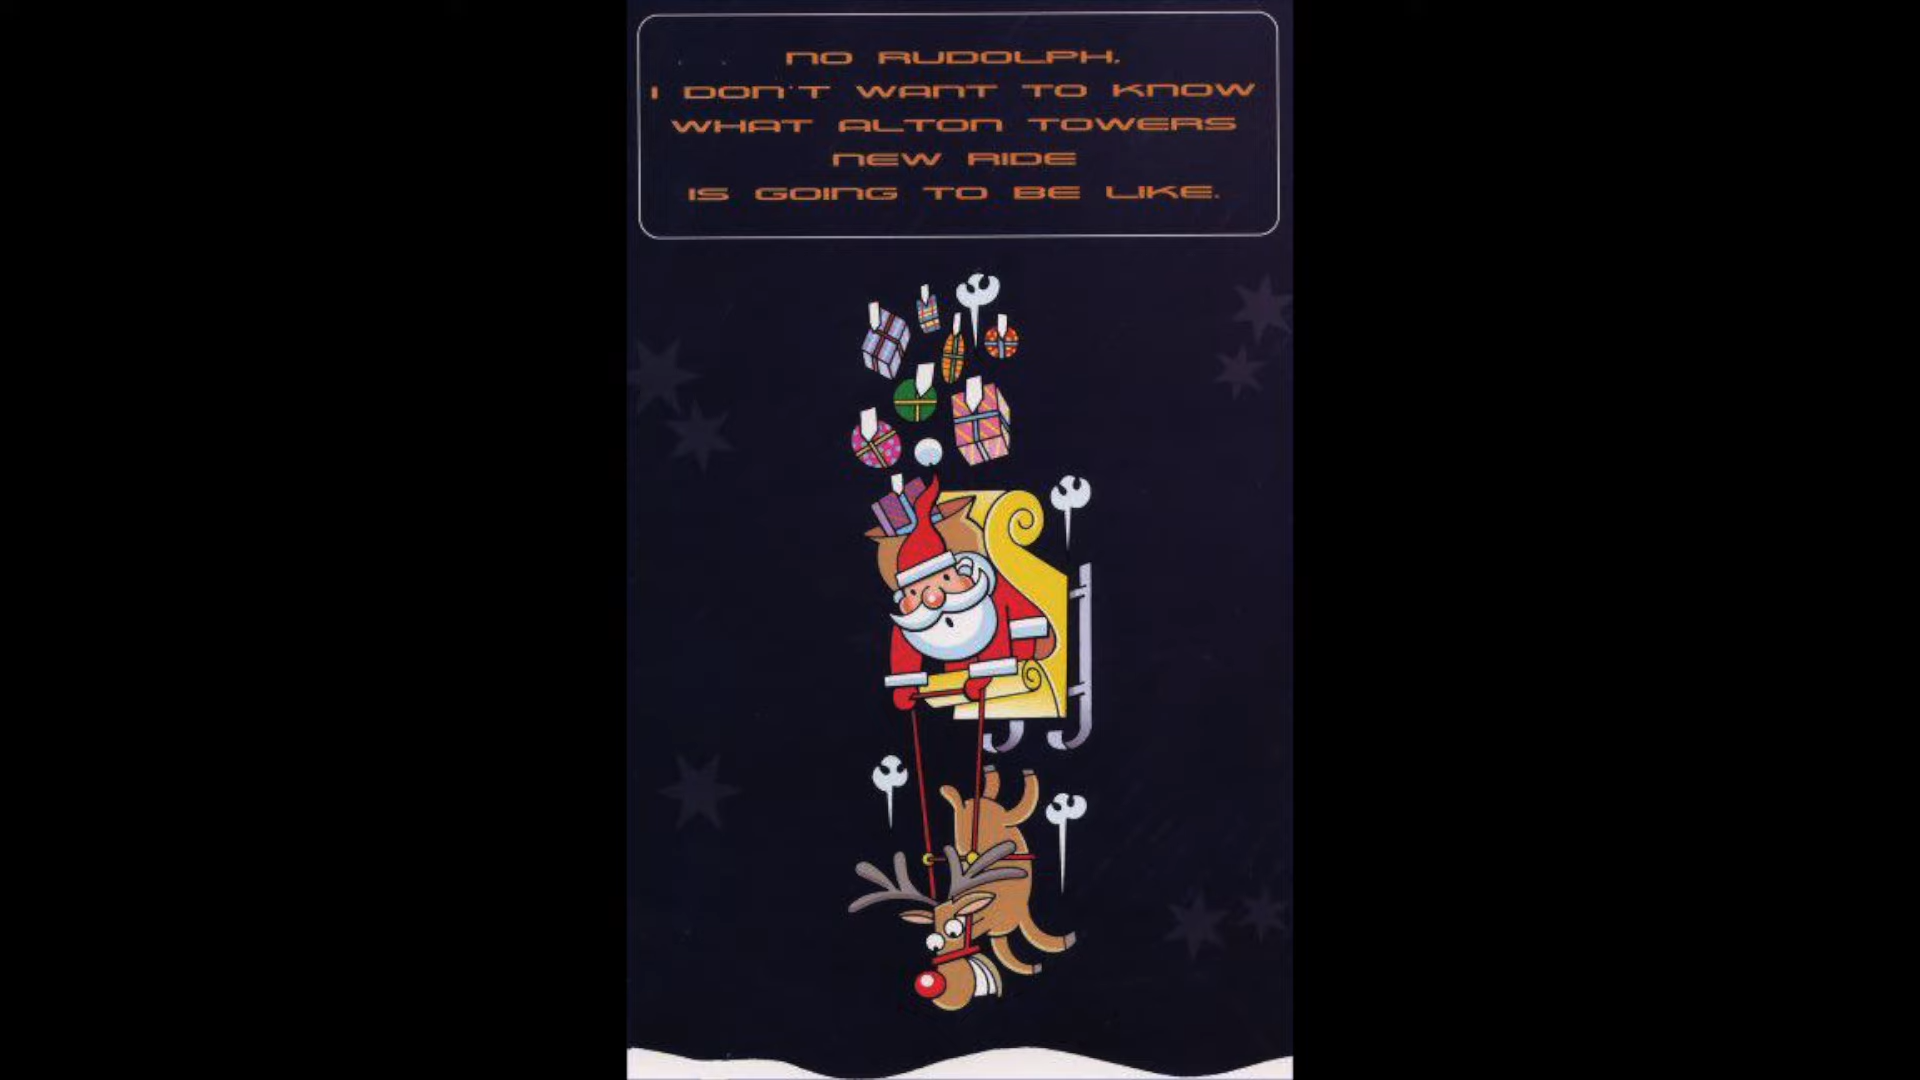 NO RUDOLPH.
I DON'T WANT TO KNOW
WHAT ALTON TOWERS
NEW RIDE
IS GOING TO BE LIKE.